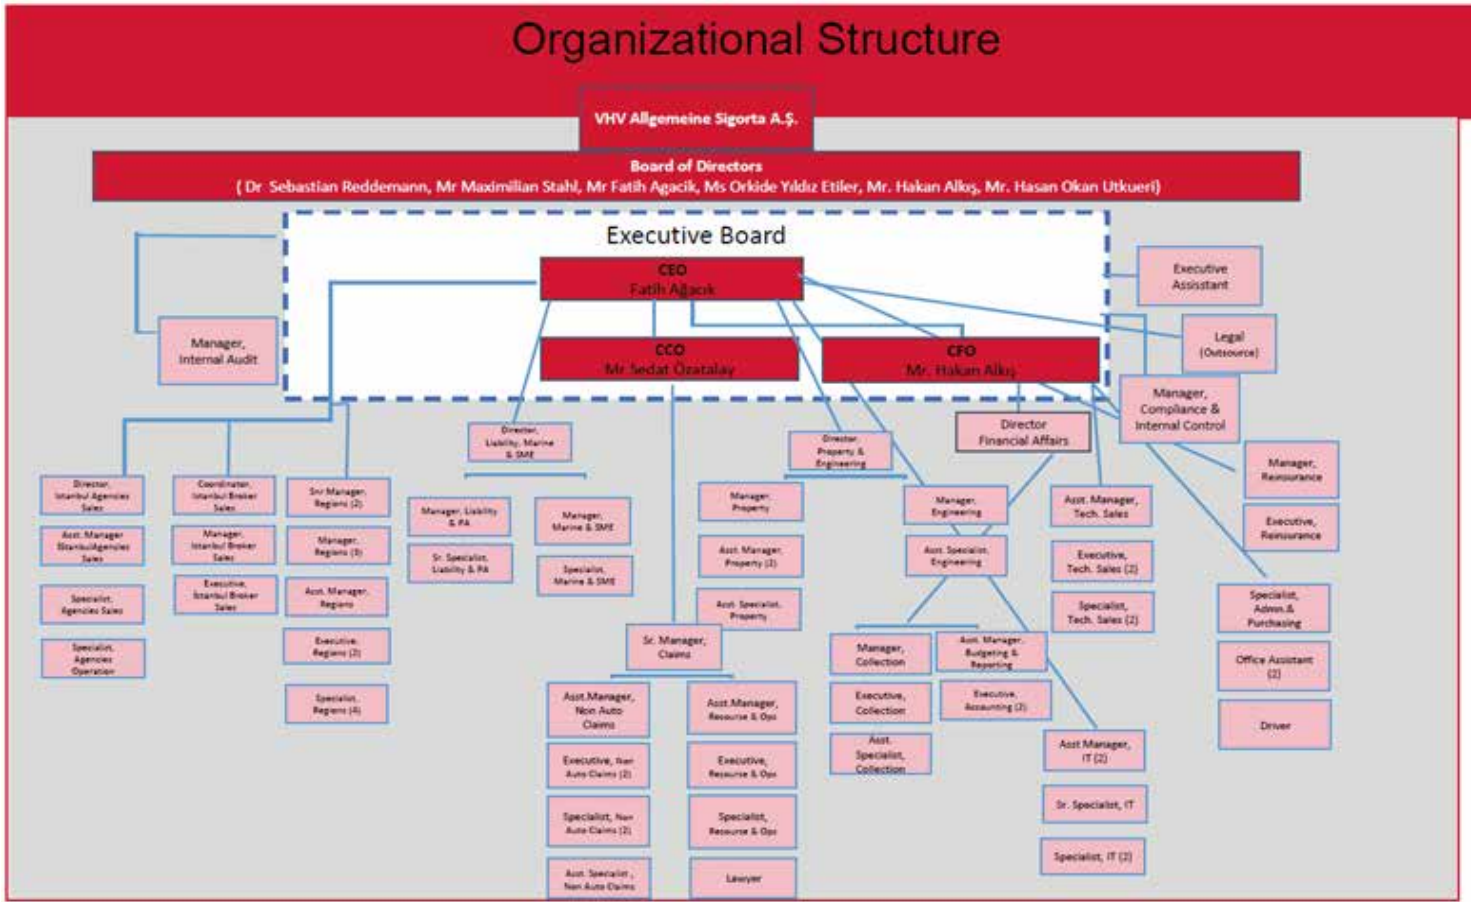 Organizational Structure
VHV Allgemeine Sigorta A.Ş.
Board of Directors
( Dr Sebastian Reddemann, Mr Maximilian Stahl, Mr Fatih Agacik, Ms Orkide Yıldız Etiler, Mr. Hakan Alkış, Mr. Hasan Okan Utkueri)
Executive Board
CEO
Fatih Ağacık
CCO
Mr Sedat Özatalay
CFO
Mr. Hakan Alkış
Manager,
Internal Audit
Executive
Assisstant
Legal
(Outsource)
Manager,
Compliance &
Internal Control
Director,
Istanbul Agencies
Sales
Asst. Manager
IstanbulAgencies
Sales
Specialist,
Agencies Sales
Specialist,
Agencies
Operation
Coordinator,
Istanbul Broker
Sales
Manager,
Istanbul Broker
Sales
Executive,
Istanbul Broker
Sales
Snr Manager,
Regions (2)
Manager,
Regions (3)
Asst. Manager,
Regions
Executive,
Regions (2)
Specialist,
Regions (4)
Director,
Liability, Marine
& SME
Manager, Liability
& PA
Sr. Specialist,
Liability & PA
Manager,
Marine & SME
Specialist,
Marine & SME
Sr. Manager,
Claims
Asst.Manager,
Non Auto
Claims
Executive, Non
Auto Claims (2)
Specialist, Non
Auto Claims (2)
Asst. Specialist ,
Non Auto Claims
Asst.Manager,
Recourse & Ops
Executive,
Recourse & Ops
Specialist,
Recourse & Ops
Lawyer
Director,
Property &
Engineering
Manager,
Property
Asst. Manager,
Property (2)
Asst. Specialist,
Property
Manager,
Engineering
Asst. Specialist,
Engineering
Director
Financial Affairs
Manager,
Collection
Executive,
Collection
Asst.
Specialist,
Collection
Asst. Manager,
Budgeting &
Reporting
Executive,
Accounting (2)
Asst. Manager,
Tech. Sales
Executive,
Tech. Sales (2)
Specialist,
Tech. Sales (2)
Asst Manager,
IT (2)
Sr. Specialist, IT
Specialist, IT (2)
Manager,
Reinsurance
Executive,
Reinsurance
Specialist,
Admn.&
Purchasing
Office Assistant
(2)
Driver